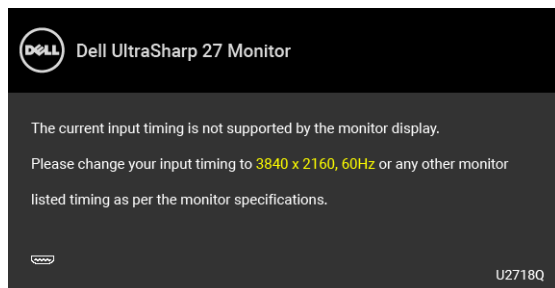 DELL
Dell UltraSharp 27 Monitor
The current input timing is not supported by the monitor display.
Please change your input timing to 3840 x 2160, 60Hz or any other monitor
listed timing as per the monitor specifications.
U2718Q